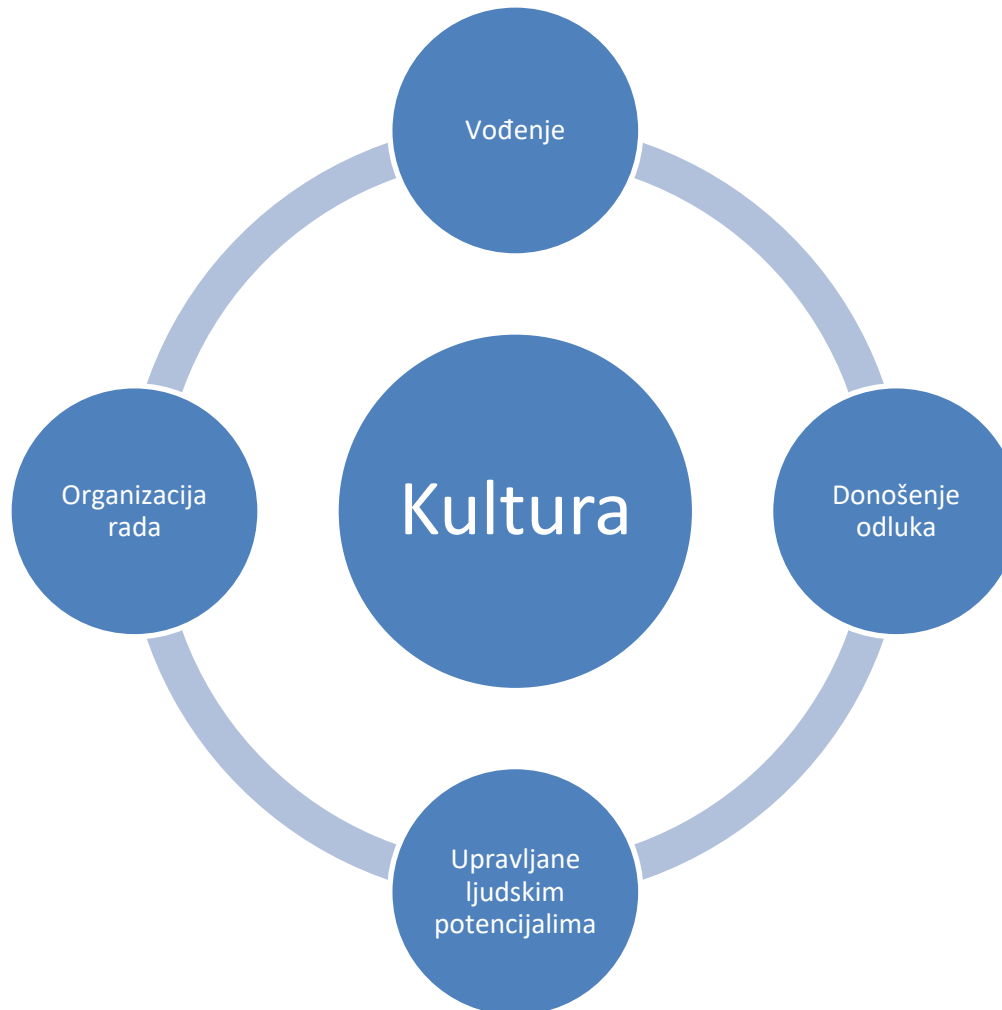 Vođenje
Organizacija
rada
Kultura
Donošenje
odluka
Upravljane
ljudskim
potencijalima